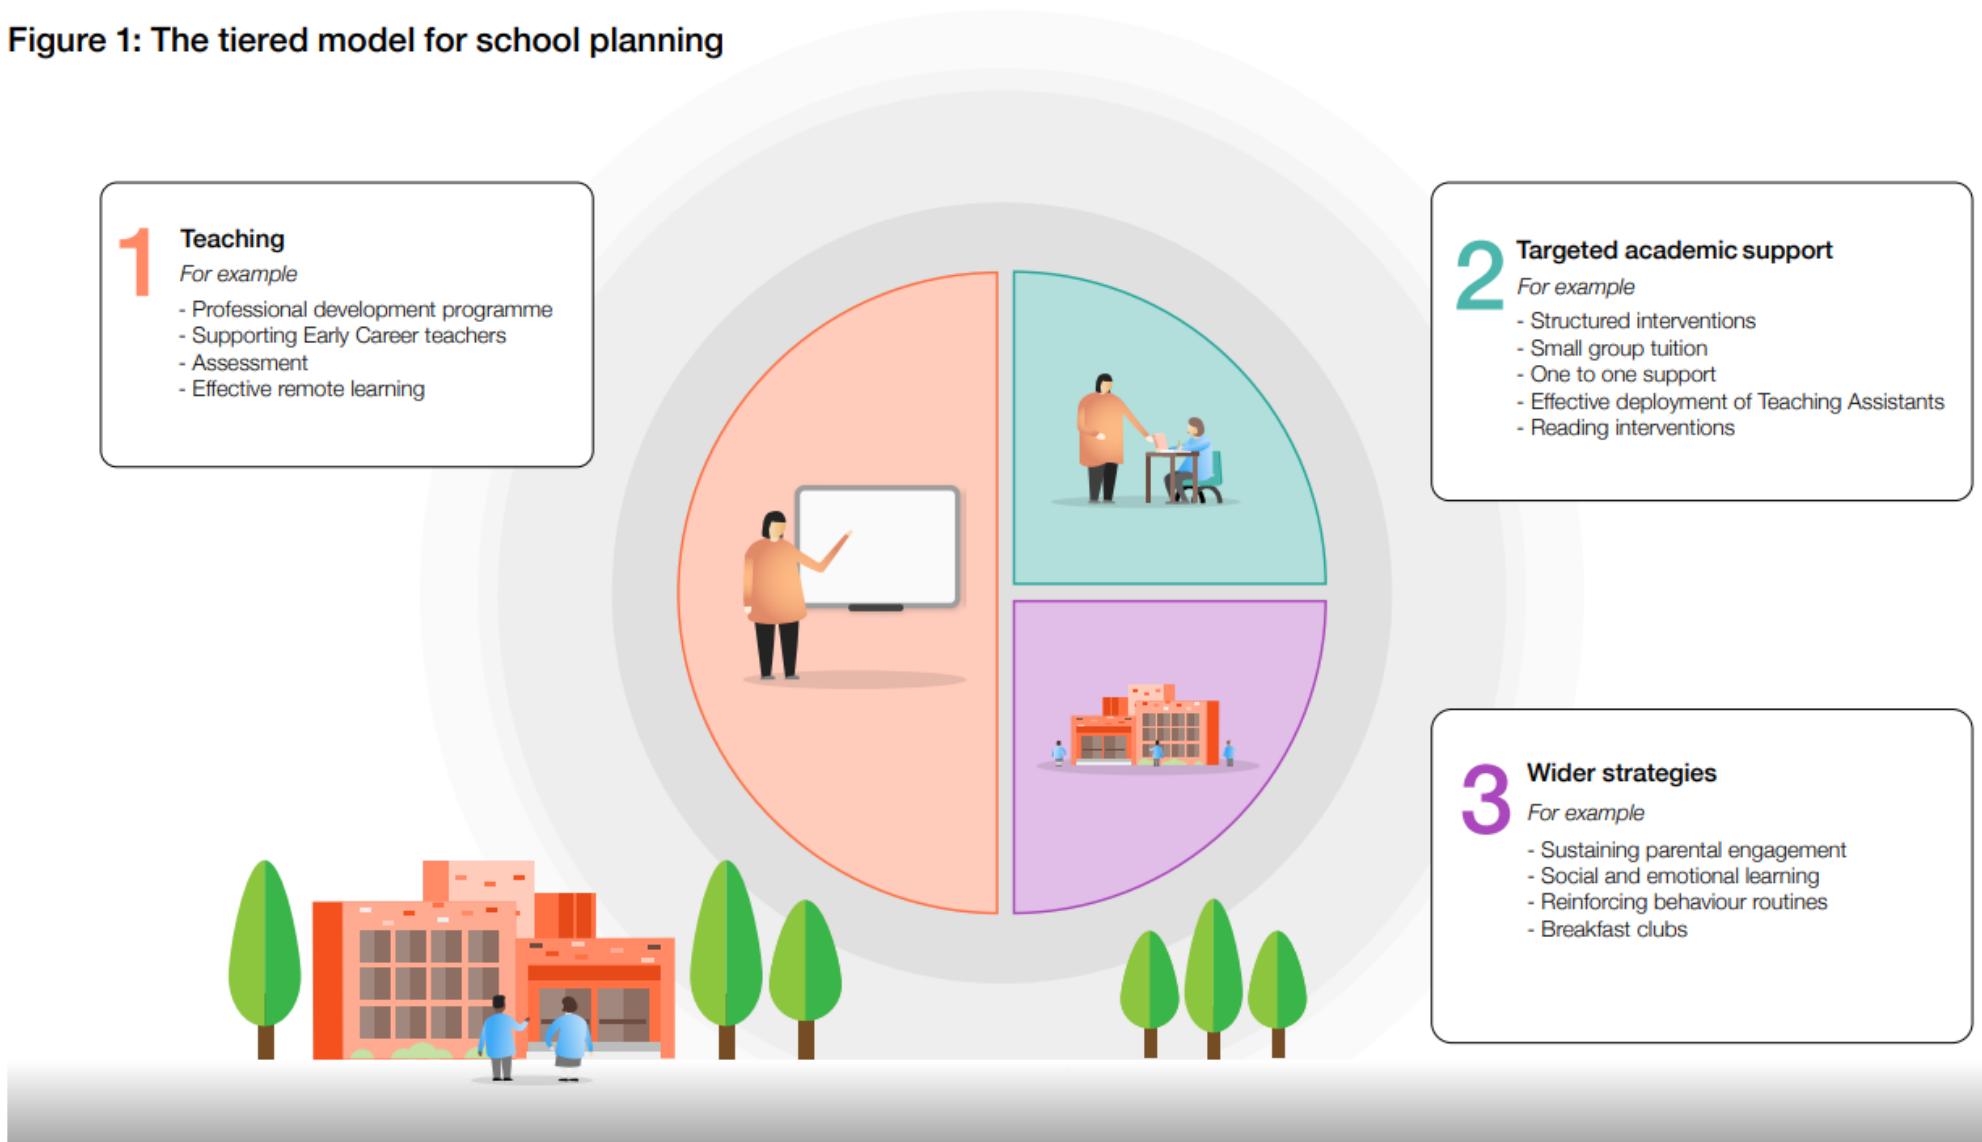 Figure 1: The tiered model for school planning
1
Teaching
For example
- Professional development programme
- Supporting Early Career teachers
- Assessment
- Effective remote learning
2
Targeted academic support
For example
- Structured interventions
- Small group tuition
- One to one support
- Effective deployment of Teaching Assistants
- Reading interventions
3
Wider strategies
For example
- Sustaining parental engagement
- Social and emotional learning
- Reinforcing behaviour routines
- Breakfast clubs